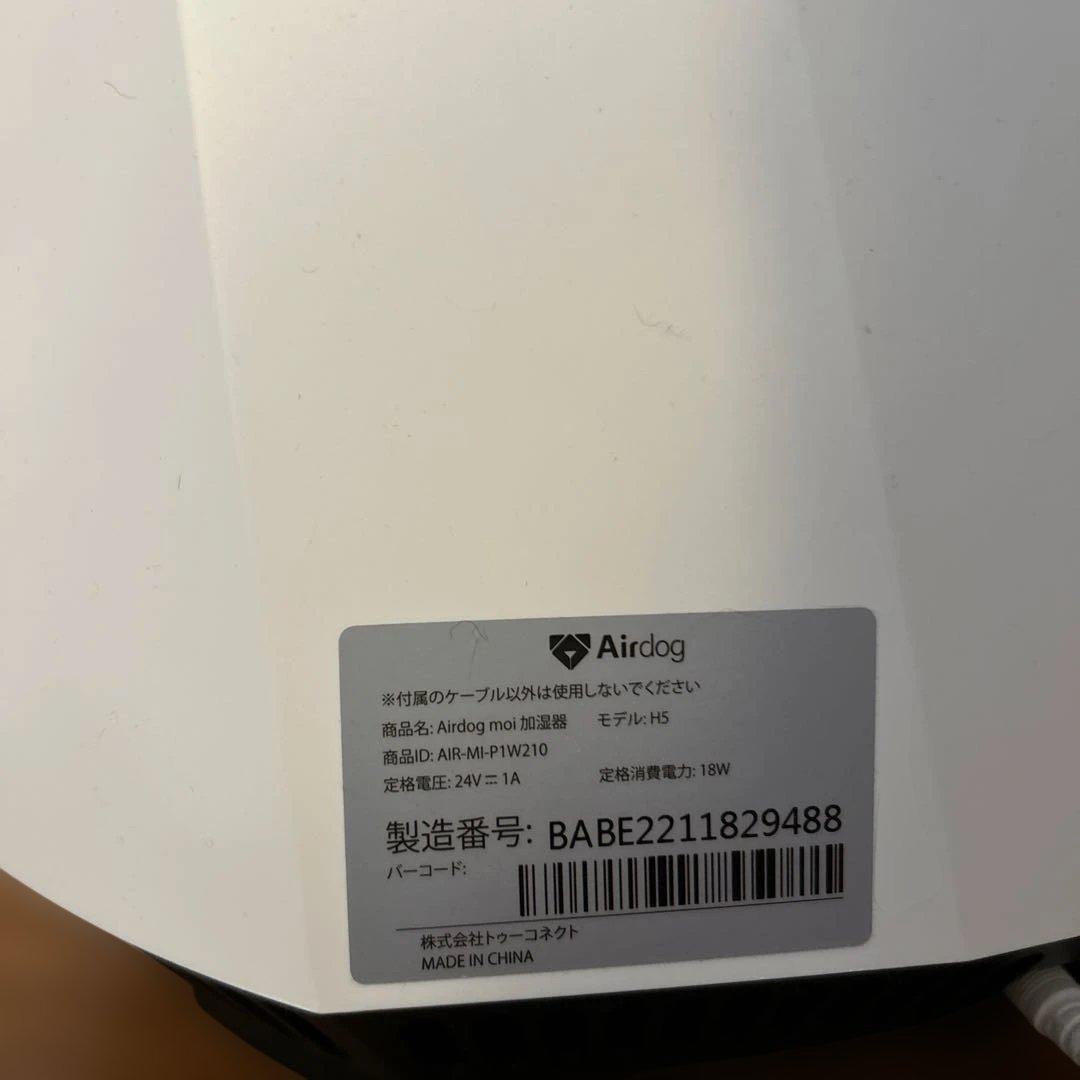 Airdog
※付属のケーブル以外は使用しないでください
商品名: Airdog moi 加湿器 モデル: H5
商品ID: AIR-MI-P1W210
定格電圧: 24V⎓1A 定格消費電力: 18W
製造番号: BABE2211829488
バーコード:
株式会社トゥーコネクト
MADE IN CHINA